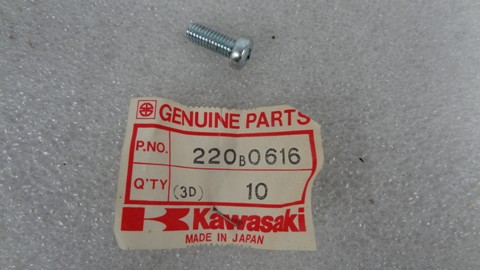 GENUINE PARTS
P.NO. 220B0616
Q'TY (3D) 10
Kawasaki
MADE IN JAPAN